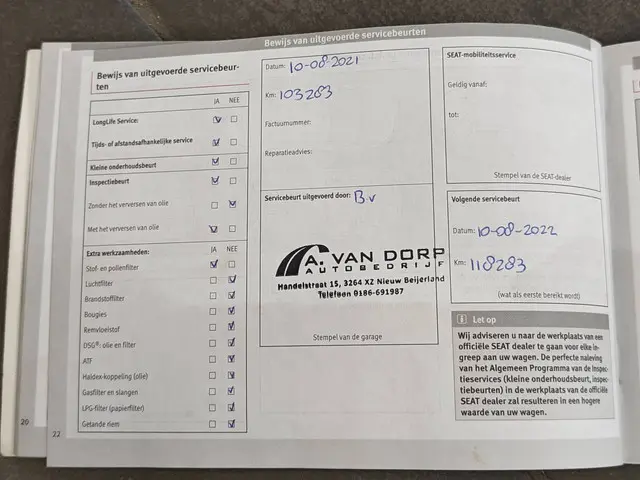 Bewijs van uitgevoerde servicebeurten
Bewijs van uitgevoerde servicebeur-
ten
JA NEE
LongLife Service:
Tijds- of afstandsafhankelijke service
Kleine onderhoudsbeurt
Inspectiebeurt
Zonder het verversen van olie
Met het verversen van olie
Extra werkzaamheden: JA NEE
Stof- en pollenfilter
Luchtfilter
Brandstoffilter
Bougies
Remvloeistof
DSG®: olie en filter
ATF
Haldex-koppeling (olie)
Gasfilter en slangen
LPG-filter (papierfilter)
Getande riem
22
20
Datum: 10-08-2021
Km: 103283
Factuurnummer:
Reparatieadvies:
Servicebeurt uitgevoerd door: B.v
A. VAN DORP
AUTOBEDRIJF
Handelstraat 15, 3264 XZ Nieuw Beijerland
Telefoon 0186-691987
Stempel van de garage
SEAT-mobiliteitsservice
Geldig vanaf:
tot:
Stempel van de SEAT-dealer
Volgende servicebeurt
Datum: 10-08-2022
Km: 118283
(wat als eerste bereikt wordt)
i Let op
Wij adviseren u naar de werkplaats van een
officiële SEAT dealer te gaan voor elke in-
greep aan uw wagen. De perfecte naleving
van het Algemeen Programma van de Inspec-
tieservices (kleine onderhoudsbeurt, inspec-
tiebeurten) in de werkplaats van de officiële
SEAT dealer zal resulteren in een hogere
waarde van uw wagen.